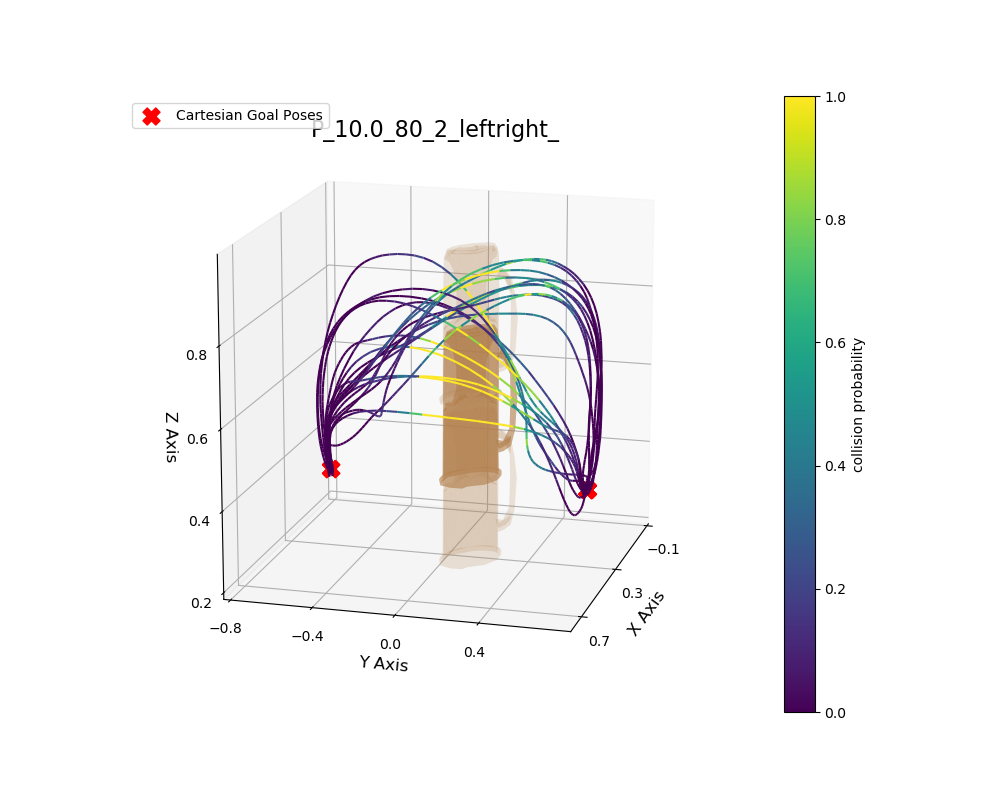 Cartesian Goal Poses
P_10.0_80_2_leftright_
1.0
0.8
0.6
0.4
0.2
0.0
collision probability
0.8
0.6
0.4
0.2
Z Axis
−0.8
−0.4
0.0
0.4
Y Axis
−0.1
0.3
0.7
X Axis